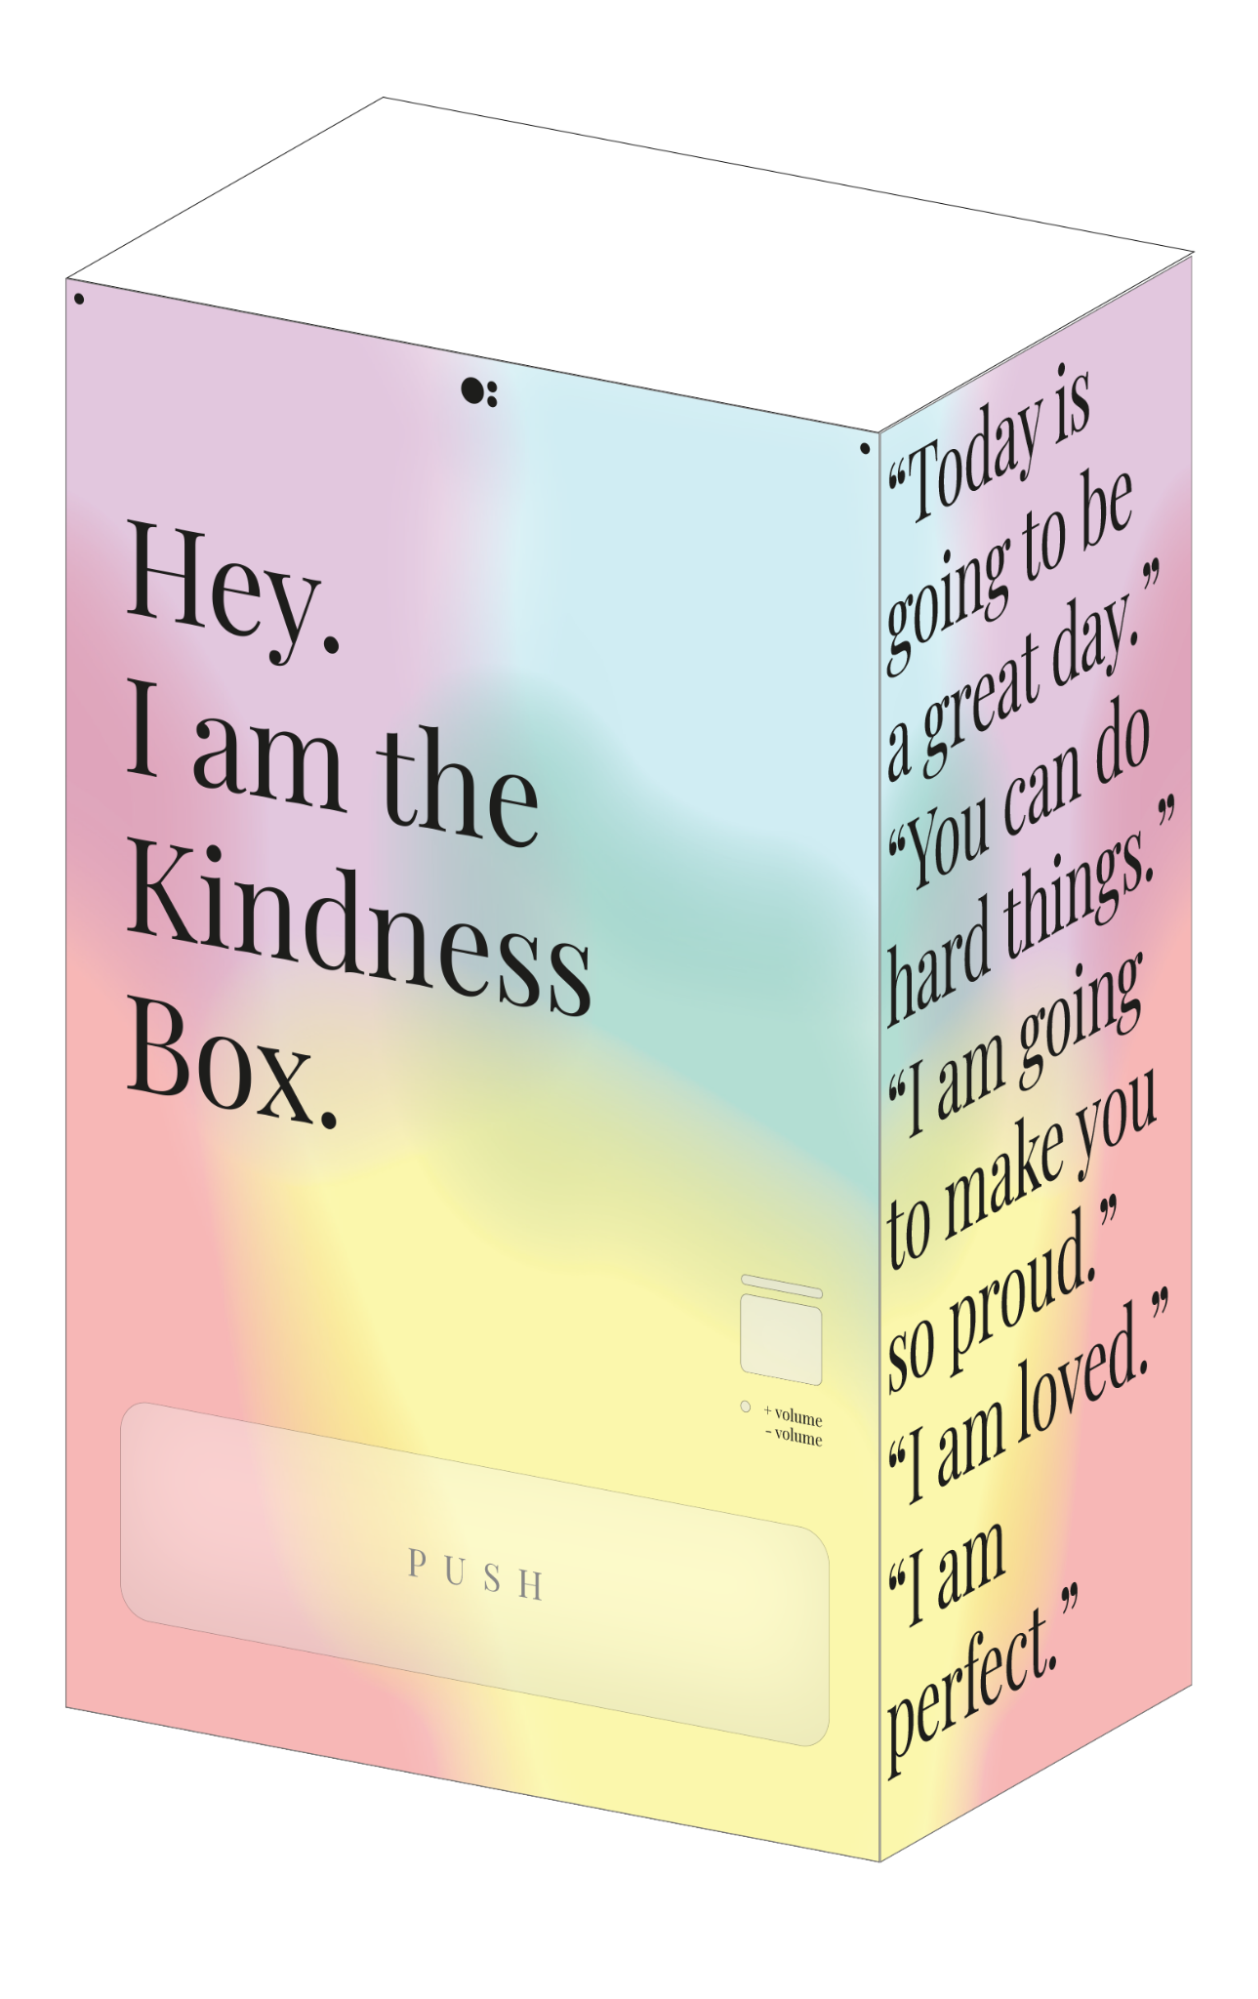 Hey.
I am the
Kindness
Box.
+ volume
– volume
PUSH
“Today is
going to be
a great day.”
“You can do
hard things.”
“I am going
to make you
so proud.”
“I am loved.”
“I am
perfect.”